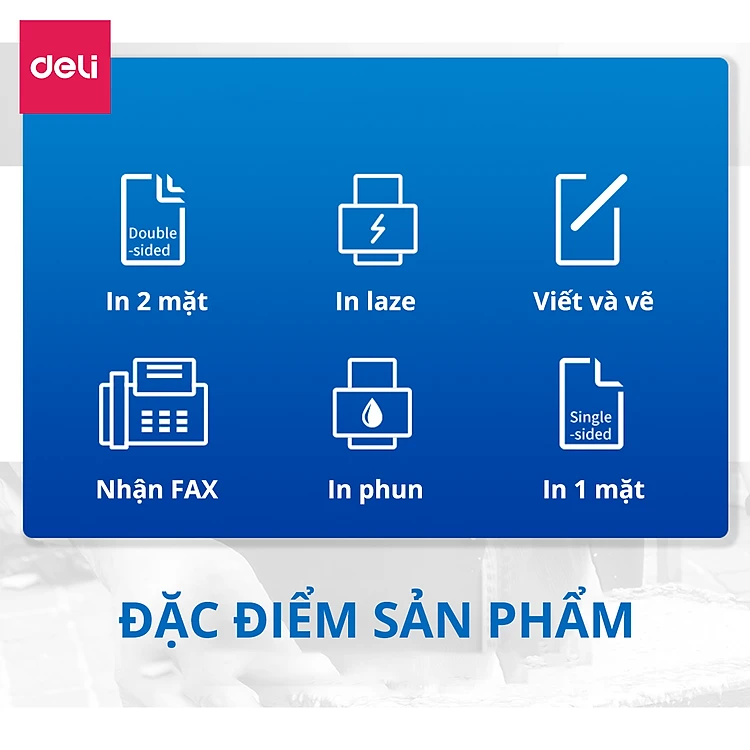 deli
Double
-sided
In 2 mặt
In laze
Viết và vẽ
Nhận FAX
In phun
Single
-sided
In 1 mặt
ĐẶC ĐIỂM SẢN PHẨM